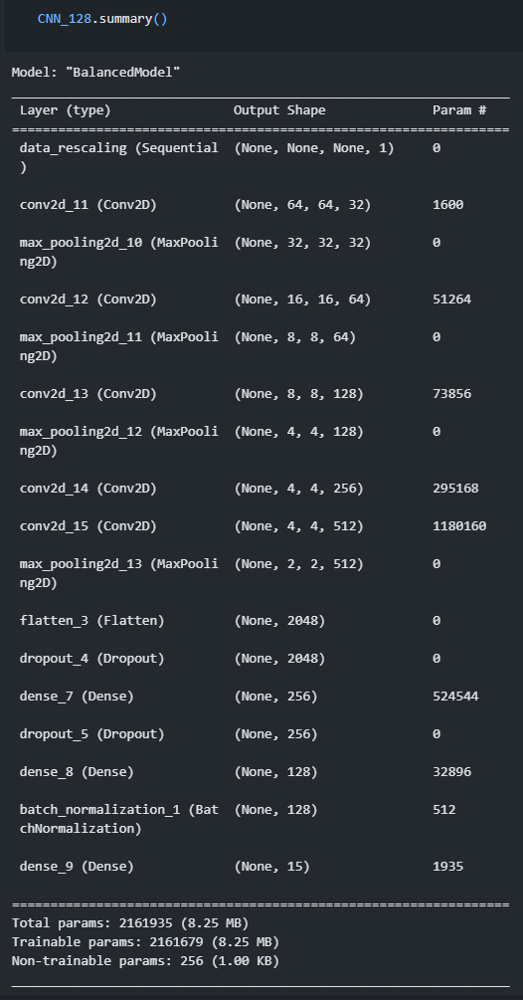 CNN_128.summary()
Model: "BalancedModel"
_________________________________________________________________
Layer (type) Output Shape Param #
=================================================================
data_rescaling (Sequential (None, None, None, 1) 0
)
conv2d_11 (Conv2D) (None, 64, 64, 32) 1600
max_pooling2d_10 (MaxPooli (None, 32, 32, 32) 0
ng2D)
conv2d_12 (Conv2D) (None, 16, 16, 64) 51264
max_pooling2d_11 (MaxPooli (None, 8, 8, 64) 0
ng2D)
conv2d_13 (Conv2D) (None, 8, 8, 128) 73856
max_pooling2d_12 (MaxPooli (None, 4, 4, 128) 0
ng2D)
conv2d_14 (Conv2D) (None, 4, 4, 256) 295168
conv2d_15 (Conv2D) (None, 4, 4, 512) 1180160
max_pooling2d_13 (MaxPooli (None, 2, 2, 512) 0
ng2D)
flatten_3 (Flatten) (None, 2048) 0
dropout_4 (Dropout) (None, 2048) 0
dense_7 (Dense) (None, 256) 524544
dropout_5 (Dropout) (None, 256) 0
dense_8 (Dense) (None, 128) 32896
batch_normalization_1 (Bat (None, 128) 512
chNormalization)
dense_9 (Dense) (None, 15) 1935
=================================================================
Total params: 2161935 (8.25 MB)
Trainable params: 2161679 (8.25 MB)
Non-trainable params: 256 (1.00 KB)
_________________________________________________________________